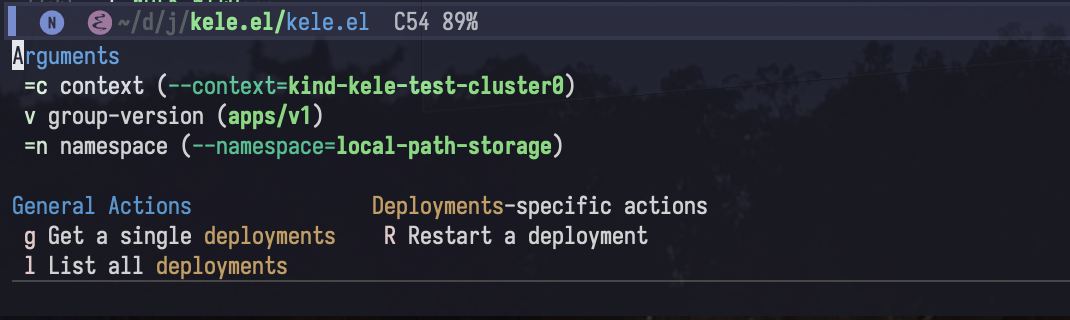 N ~/d/j/kele.el/kele.el C54 89%
Arguments
=c context (--context=kind-kele-test-cluster0)
v group-version (apps/v1)
=n namespace (--namespace=local-path-storage)
General Actions Deployments-specific actions
g Get a single deployments R Restart a deployment
l List all deployments